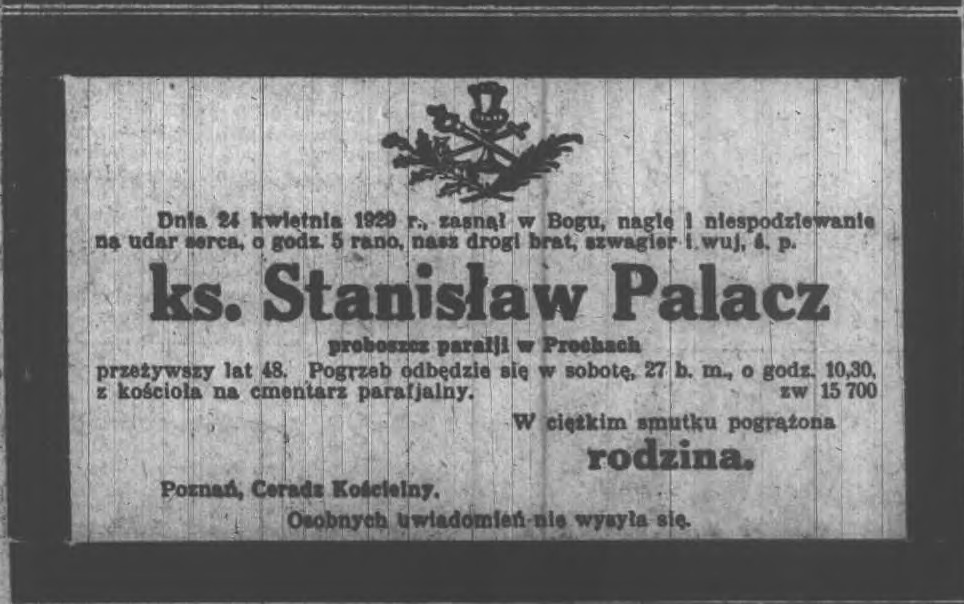 Dnia 24 kwietnia 1929 r., zasnął w Bogu, nagle i niespodziewanie
na udar serca, o godz. 5 rano, nasz drogi brat, szwagier i wuj, ś. p.
ks. Stanisław Palacz
proboszcz parafji w Prochach
przeżywszy lat 48. Pogrzeb odbędzie się w sobotę, 27 b. m., o godz. 10,30,
z kościoła na cmentarz parafjalny. zw 15 700
W ciężkim smutku pogrążona
rodzina.
Poznań, Ceradz Kościelny.
Osobnych uwiadomień nie wysyła się.